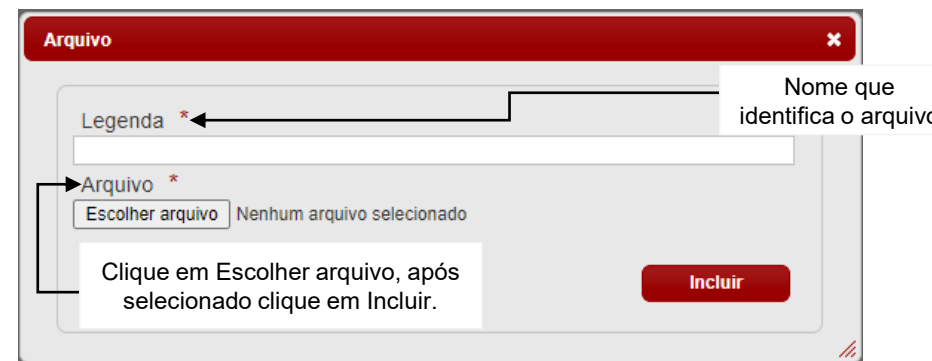 Arquivo ×
Nome que
identifica o arquivo
Legenda *
Arquivo *
Escolher arquivo Nenhum arquivo selecionado
Clique em Escolher arquivo, após
selecionado clique em Incluir.
Incluir